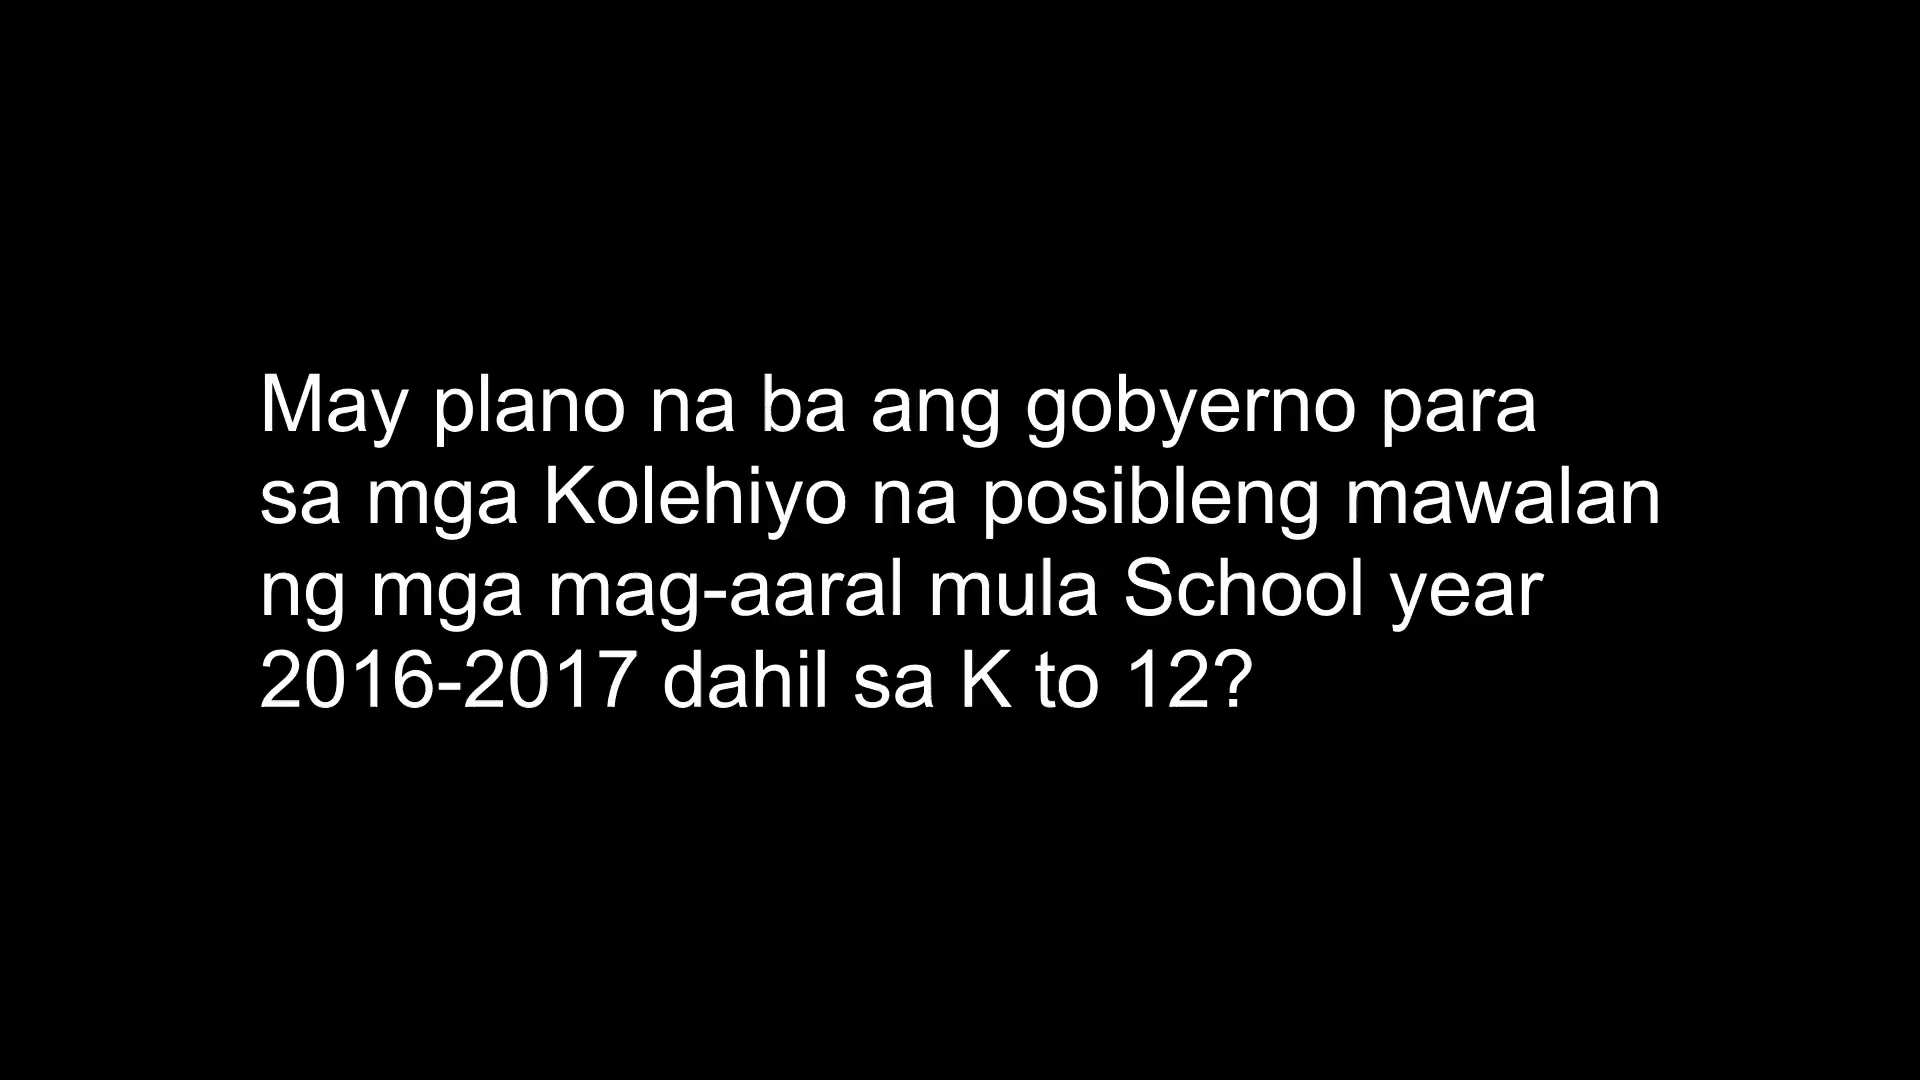 May plano na ba ang gobyerno para
sa mga Kolehiyo na posibleng mawalan
ng mga mag-aaral mula School year
2016-2017 dahil sa K to 12?